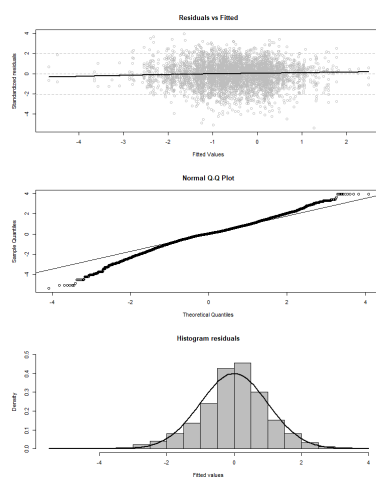 Residuals vs Fitted
Standardized residuals
4
2
0
-2
-4
-4 -3 -2 -1 0 1 2
Fitted Values
Normal Q-Q Plot
Sample Quantiles
4
2
0
-2
-4
-4 -2 0 2 4
Theoretical Quantiles
Histogram residuals
Density
0.5
0.4
0.3
0.2
0.1
0.0
-4 -2 0 2 4
Fitted values